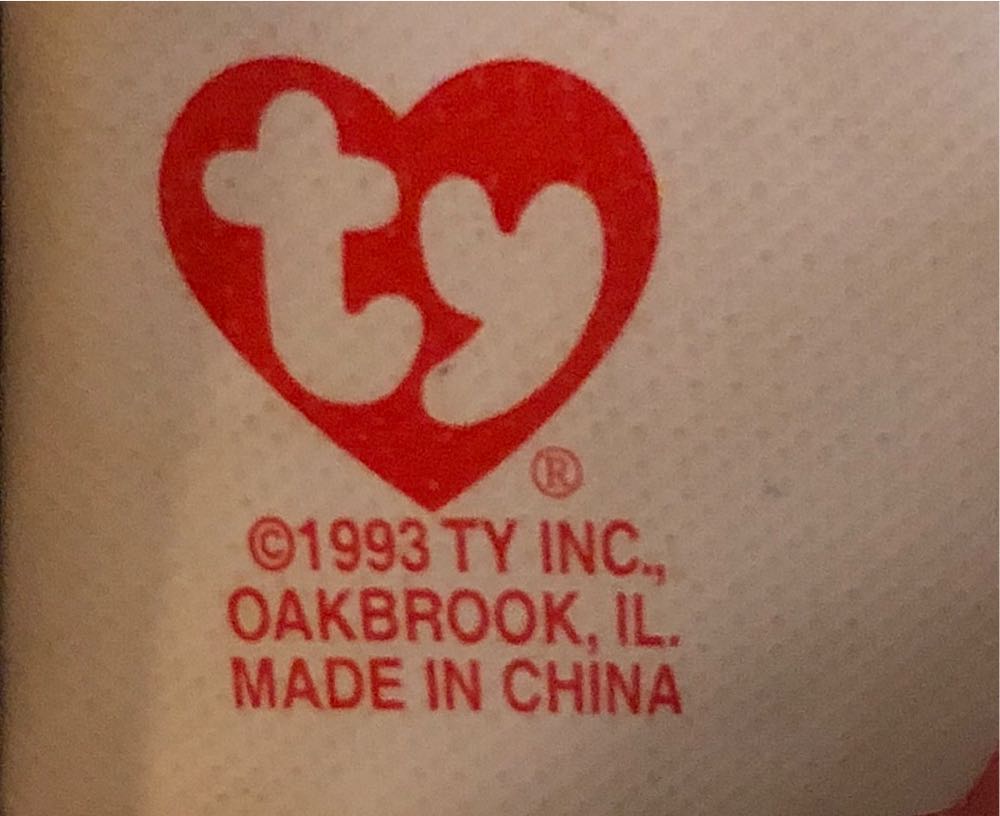 ty
®
©1993 TY INC.,
OAKBROOK, IL.
MADE IN CHINA